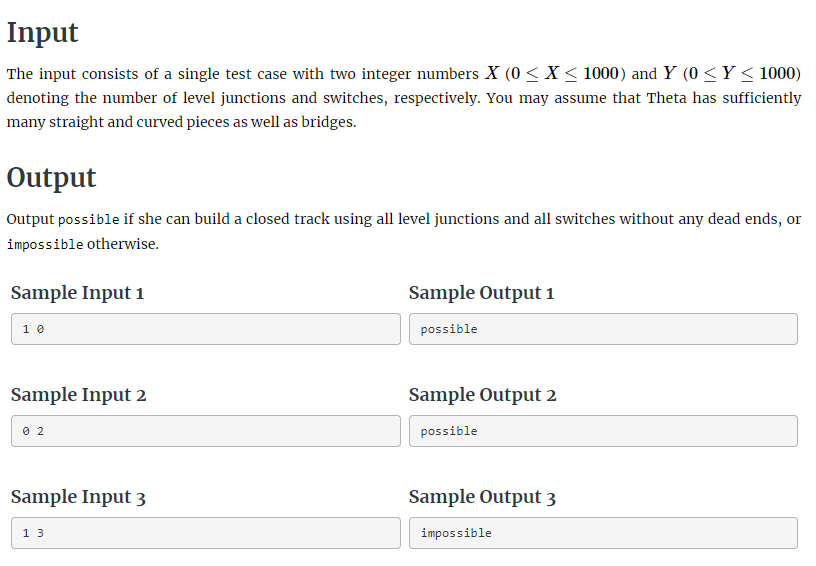 Input
The input consists of a single test case with two integer numbers X (0 ≤ X ≤ 1000) and Y (0 ≤ Y ≤ 1000)
denoting the number of level junctions and switches, respectively. You may assume that Theta has sufficiently
many straight and curved pieces as well as bridges.
Output
Output possible if she can build a closed track using all level junctions and all switches without any dead ends, or
impossible otherwise.
Sample Input 1
Sample Output 1
1 0
possible
Sample Input 2
Sample Output 2
0 2
possible
Sample Input 3
Sample Output 3
1 3
impossible